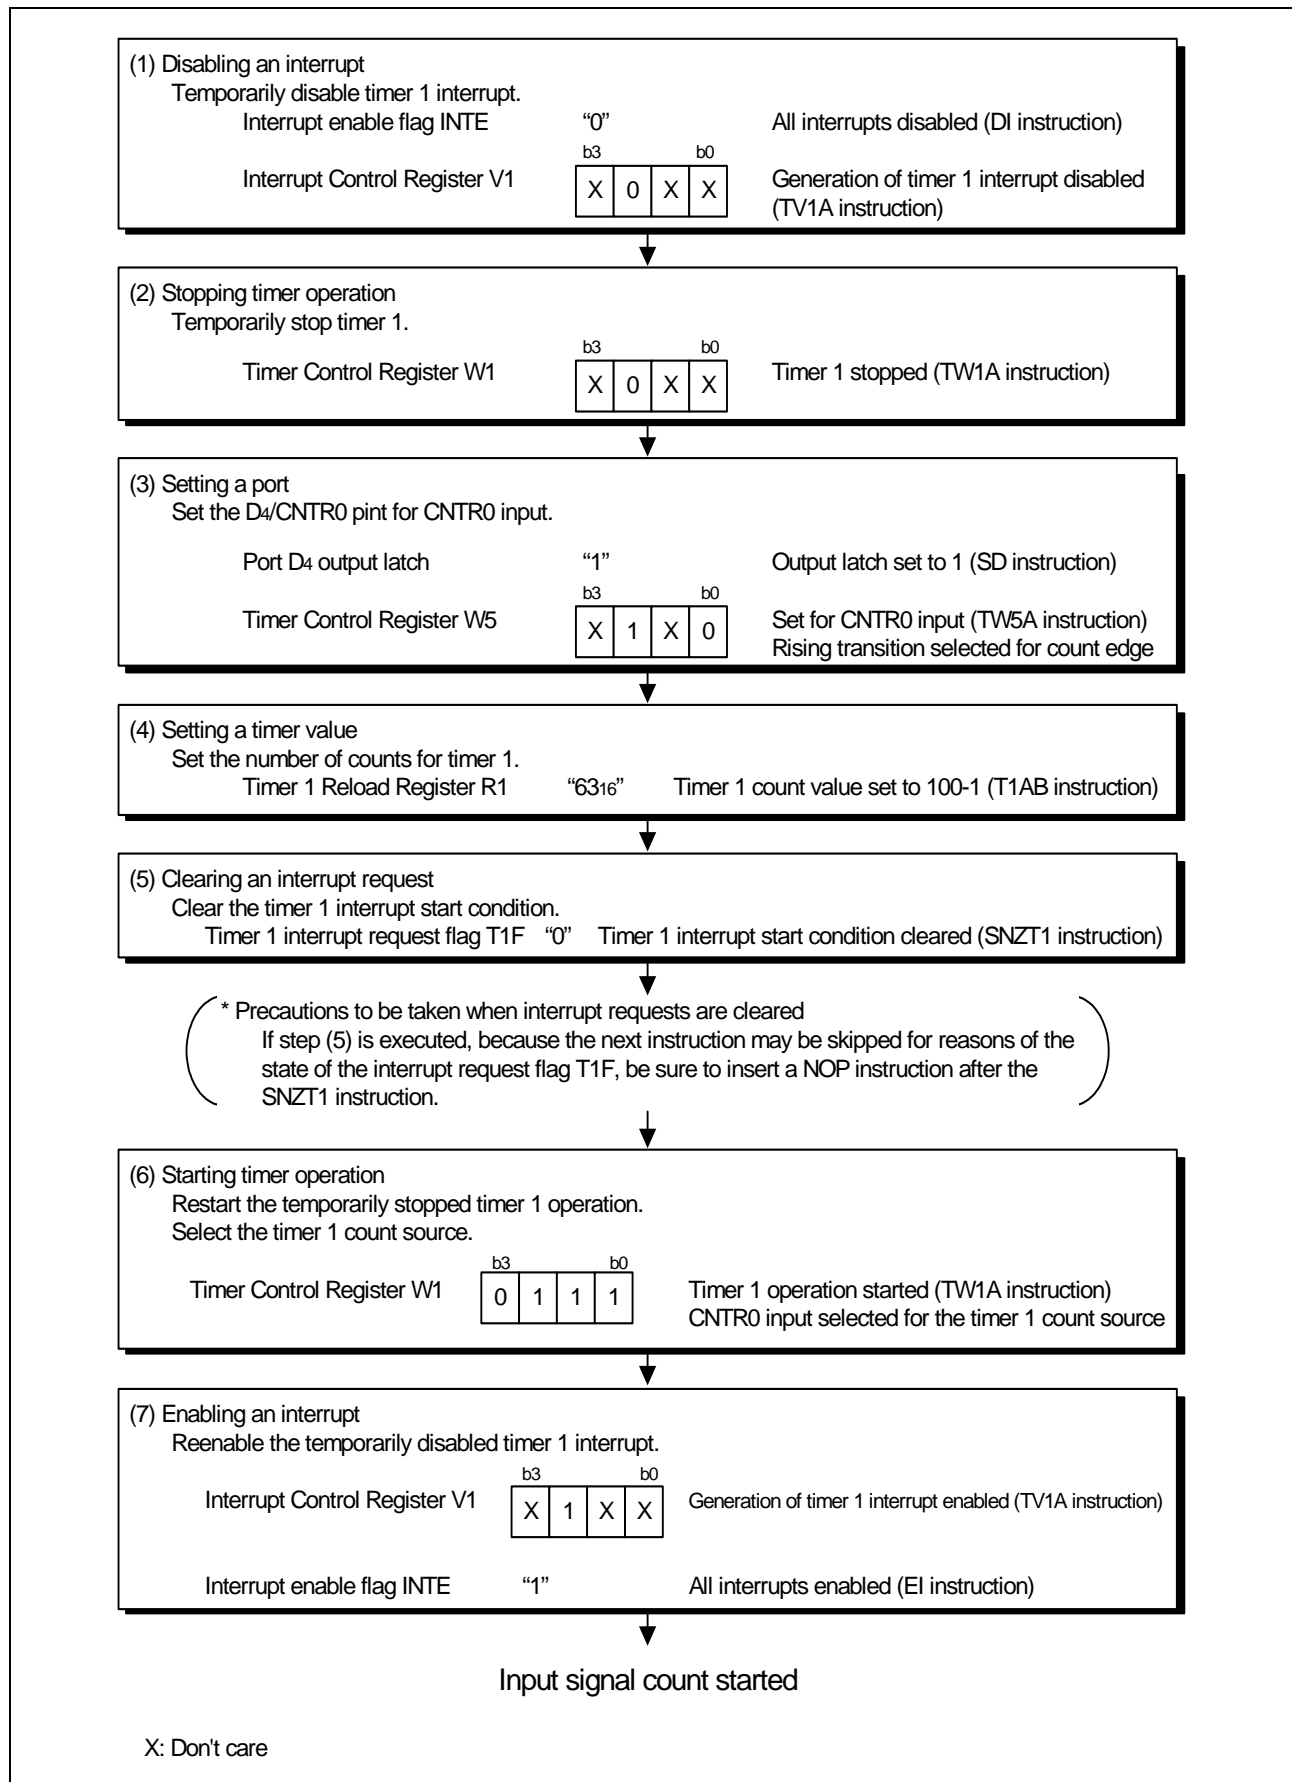 (1) Disabling an interrupt
Temporarily disable timer 1 interrupt.
Interrupt enable flag INTE “0” All interrupts disabled (DI instruction)
b3 b0
Interrupt Control Register V1 X 0 X X Generation of timer 1 interrupt disabled
(TV1A instruction)
(2) Stopping timer operation
Temporarily stop timer 1.
b3 b0
Timer Control Register W1 X 0 X X Timer 1 stopped (TW1A instruction)
(3) Setting a port
Set the D4/CNTR0 pint for CNTR0 input.
Port D4 output latch “1” Output latch set to 1 (SD instruction)
b3 b0
Timer Control Register W5 X 1 X 0 Set for CNTR0 input (TW5A instruction)
Rising transition selected for count edge
(4) Setting a timer value
Set the number of counts for timer 1.
Timer 1 Reload Register R1 “6316” Timer 1 count value set to 100-1 (T1AB instruction)
(5) Clearing an interrupt request
Clear the timer 1 interrupt start condition.
Timer 1 interrupt request flag T1F “0” Timer 1 interrupt start condition cleared (SNZT1 instruction)
* Precautions to be taken when interrupt requests are cleared
If step (5) is executed, because the next instruction may be skipped for reasons of the
state of the interrupt request flag T1F, be sure to insert a NOP instruction after the
SNZT1 instruction.
(6) Starting timer operation
Restart the temporarily stopped timer 1 operation.
Select the timer 1 count source.
b3 b0
Timer Control Register W1 0 1 1 1 Timer 1 operation started (TW1A instruction)
CNTR0 input selected for the timer 1 count source
(7) Enabling an interrupt
Reenable the temporarily disabled timer 1 interrupt.
b3 b0
Interrupt Control Register V1 X 1 X X Generation of timer 1 interrupt enabled (TV1A instruction)
Interrupt enable flag INTE “1” All interrupts enabled (EI instruction)
Input signal count started
X: Don't care